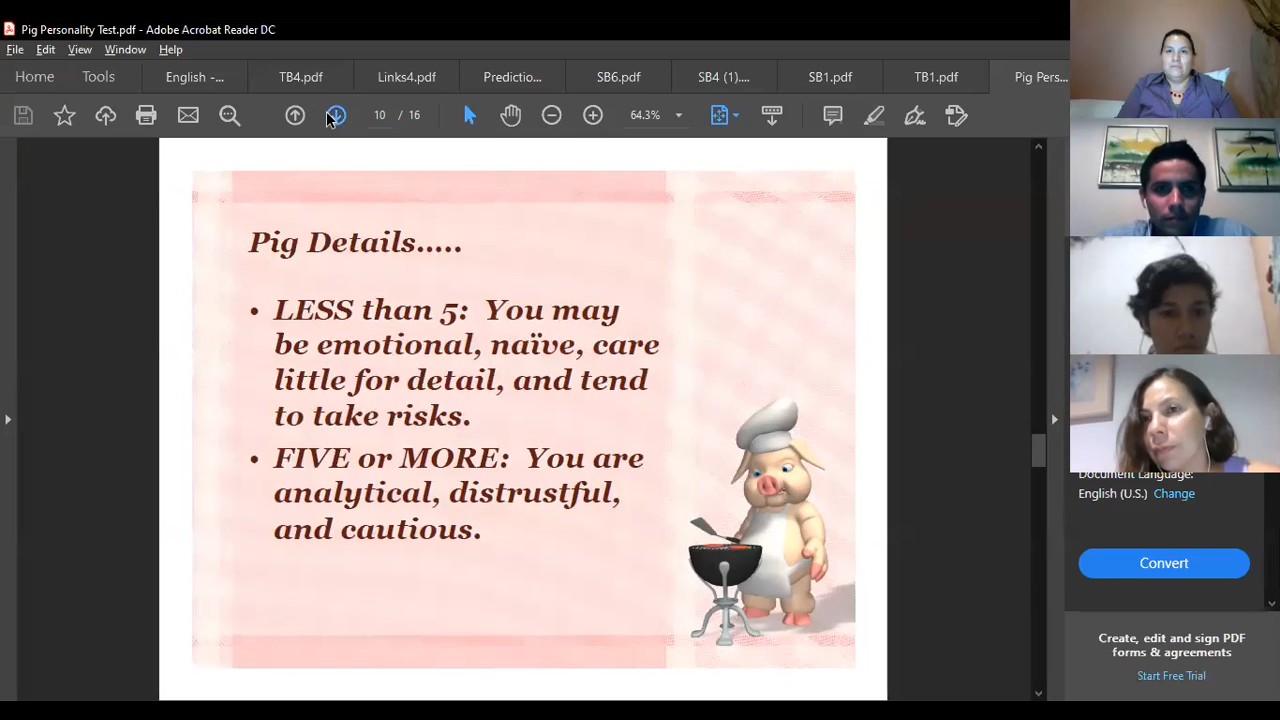 Pig Personality Test.pdf - Adobe Acrobat Reader DC
File Edit View Window Help
Home Tools English -... TB4.pdf Links4.pdf Predictio... SB6.pdf SB4 (1).... SB1.pdf TB1.pdf Pig Pers...
10 / 16 64.3%
Pig Details.....
• LESS than 5: You may
be emotional, naïve, care
little for detail, and tend
to take risks.
• FIVE or MORE: You are
analytical, distrustful,
and cautious.
Document Language:
English (U.S.) Change
Convert
Create, edit and sign PDF
forms & agreements
Start Free Trial